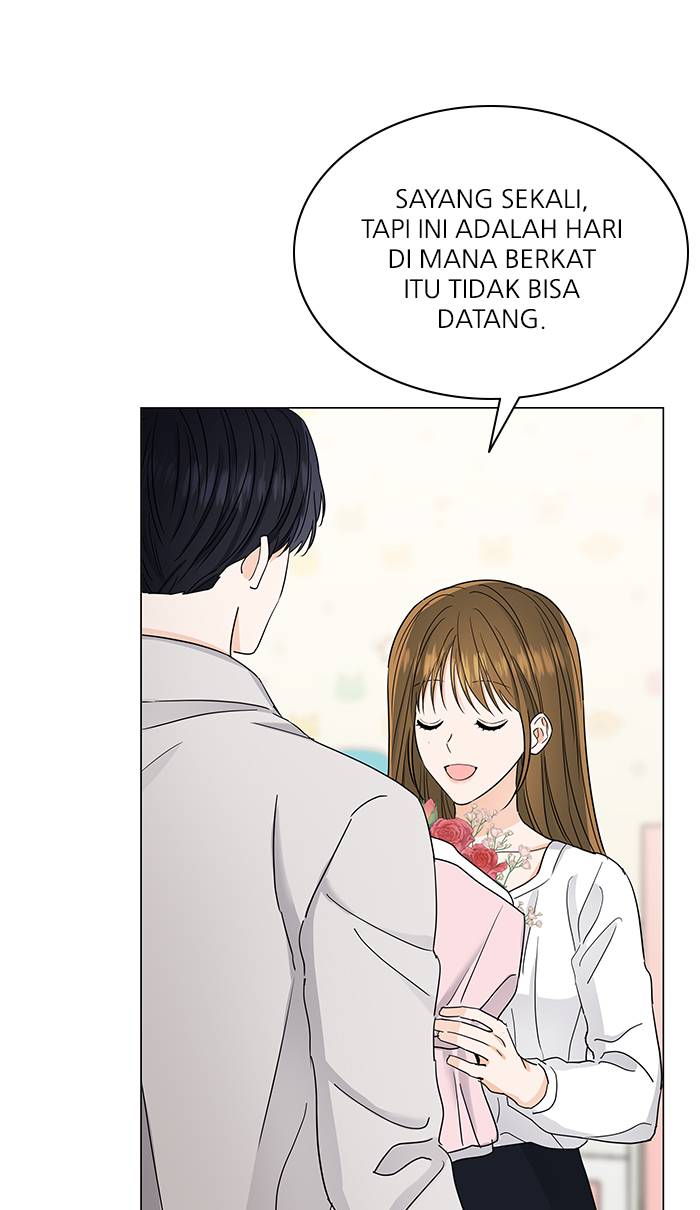 SAYANG SEKALI,
TAPI INI ADALAH HARI
DI MANA BERKAT
ITU TIDAK BISA
DATANG.